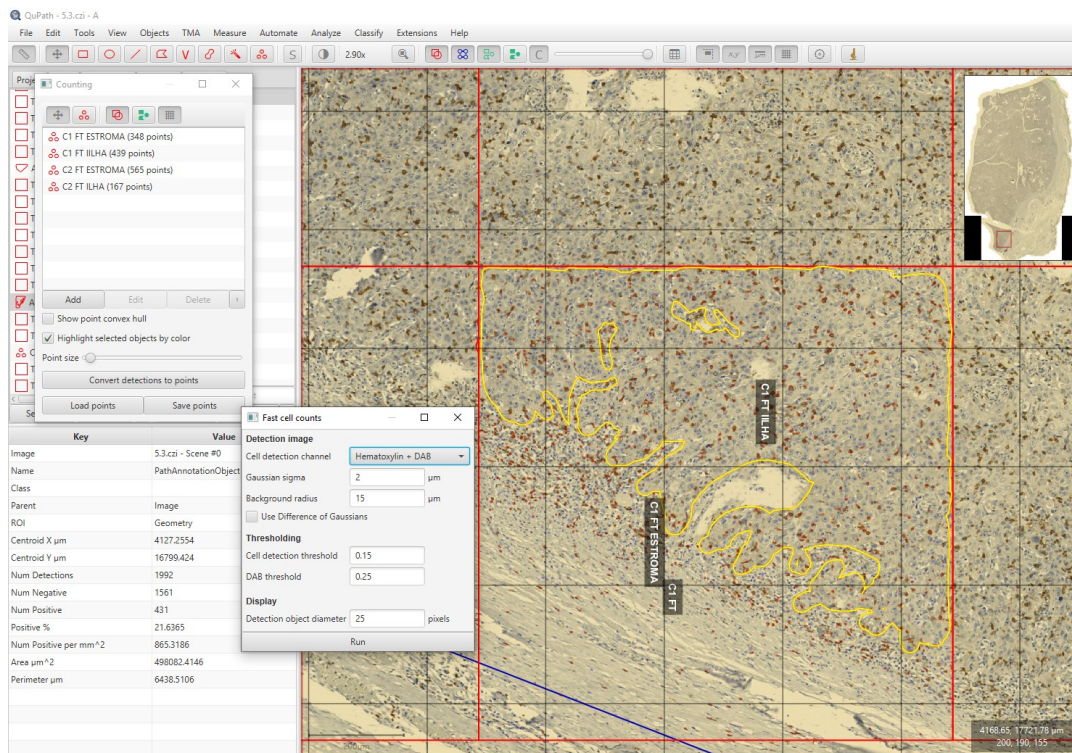 QuPath - 5.3.czi - A
File Edit Tools View Objects TMA Measure Automate Analyze Classify Extensions Help
S 2.90x C x,y
Counting
C1 FT ESTROMA (348 points)
C1 FT IILHA (439 points)
C2 FT ESTROMA (565 points)
C2 FT ILHA (167 points)
Add Edit Delete
Show point convex hull
Highlight selected objects by color
Point size
Convert detections to points
Load points Save points
Key Value
Image 5.3.czi - Scene #0
Name PathAnnotationObject
Class
Parent Image
ROI Geometry
Centroid X µm 4127.2554
Centroid Y µm 16799.424
Num Detections 1992
Num Negative 1561
Num Positive 431
Positive % 21.6365
Num Positive per mm^2 865.3186
Area µm^2 498082.4146
Perimeter µm 6438.5106
Fast cell counts
Detection image
Cell detection channel Hematoxylin + DAB
Gaussian sigma 2 µm
Background radius 15 µm
Use Difference of Gaussians
Thresholding
Cell detection threshold 0.15
DAB threshold 0.25
Display
Detection object diameter 25 pixels
Run
C1 FT IILHA
C1 FT ESTROMA
C1 FT
200 µm
4168.65, 17721.78 µm
200, 190, 155